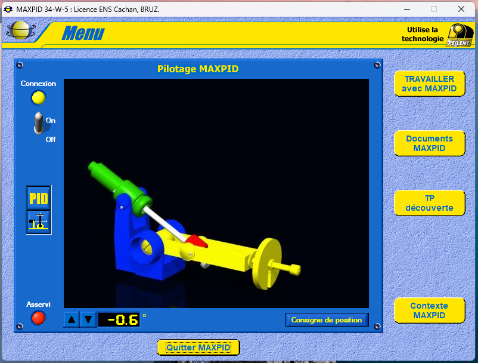 MAXPID 34-W-5 : Licence ENS Cachan, BRUZ.
Menu
Utilise la
technologie
Pilotage MAXPID
Connexion
On
Off
PID
Asservi
-0.6 °
Consigne de position
TRAVAILLER
avec MAXPID
Documents
MAXPID
TP
découverte
Contexte
MAXPID
Quitter MAXPID